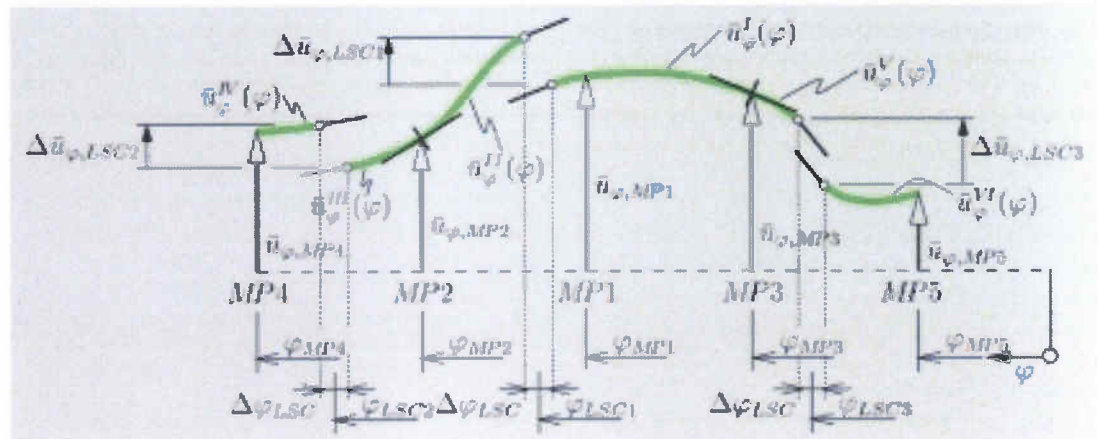 Δū_φ,LSC1
ū_φ^I(φ)
ū_φ^IV(φ)
ū_φ^V(φ)
Δū_φ,LSC2
ū_φ^II(φ)
Δū_φ,LSC3
ū_φ^III(φ)
ū_φ,MP1
ū_φ^VI(φ)
ū_φ,MP4
ū_φ,MP2
ū_φ,MP3
ū_φ,MP5
MP4 MP2 MP1 MP3 MP5
φ_MP4 φ_MP2 φ_MP1 φ_MP3 φ_MP5
φ
Δφ_LSC φ_LSC2 Δφ_LSC φ_LSC1 Δφ_LSC φ_LSC3